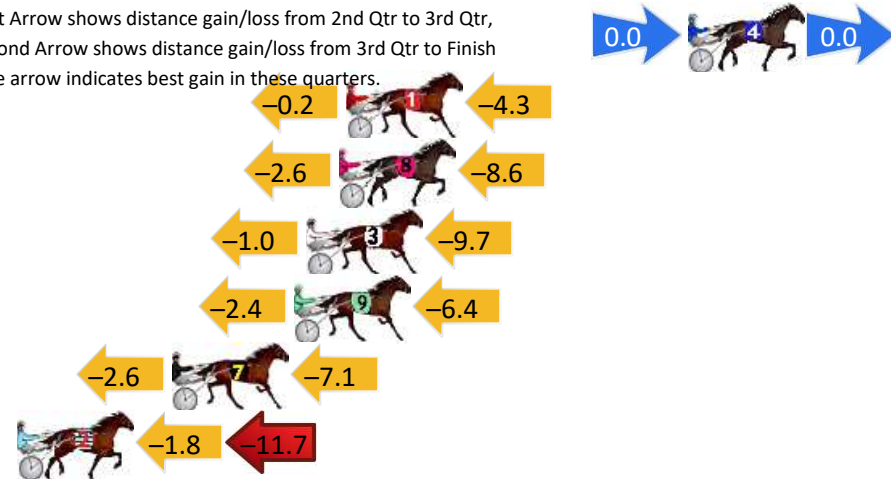 t Arrow shows distance gain/loss from 2nd Qtr to 3rd Qtr,
ond Arrow shows distance gain/loss from 3rd Qtr to Finish
e arrow indicates best gain in these quarters.
0.0 4 0.0
–0.2 1 –4.3
–2.6 8 –8.6
–1.0 3 –9.7
–2.4 9 –6.4
–2.6 7 –7.1
2 –1.8 –11.7